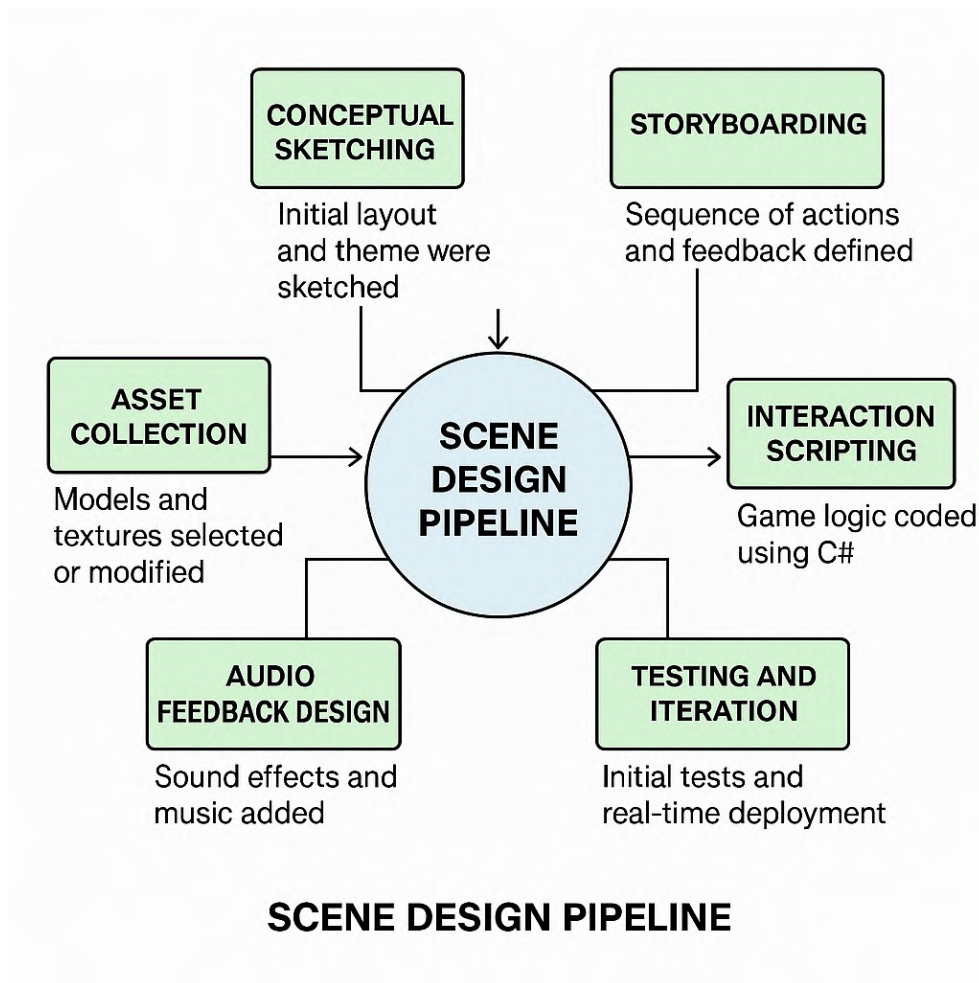 CONCEPTUAL
SKETCHING
Initial layout
and theme were
sketched
STORYBOARDING
Sequence of actions
and feedback defined
ASSET
COLLECTION
Models and
textures selected
or modified
SCENE
DESIGN
PIPELINE
INTERACTION
SCRIPTING
Game logic coded
using C#
AUDIO
FEEDBACK DESIGN
Sound effects and
music added
TESTING AND
ITERATION
Initial tests and
real-time deployment
SCENE DESIGN PIPELINE